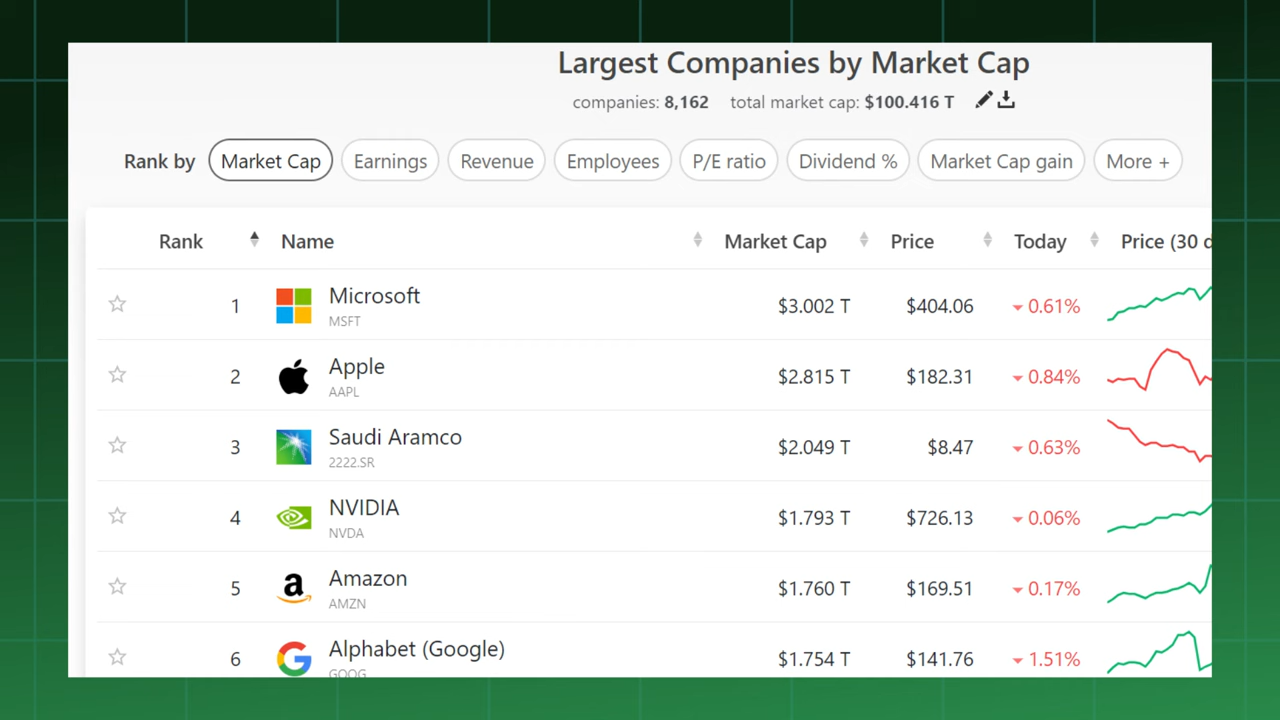 Largest Companies by Market Cap
companies: 8,162 total market cap: $100.416 T
Rank by Market Cap Earnings Revenue Employees P/E ratio Dividend % Market Cap gain More +
Rank Name Market Cap Price Today Price (30 d
1 Microsoft $3.002 T $404.06 0.61%
MSFT
2 Apple $2.815 T $182.31 0.84%
AAPL
3 Saudi Aramco $2.049 T $8.47 0.63%
2222.SR
4 NVIDIA $1.793 T $726.13 0.06%
NVDA
5 Amazon $1.760 T $169.51 0.17%
AMZN
6 Alphabet (Google) $1.754 T $141.76 1.51%
GOOG